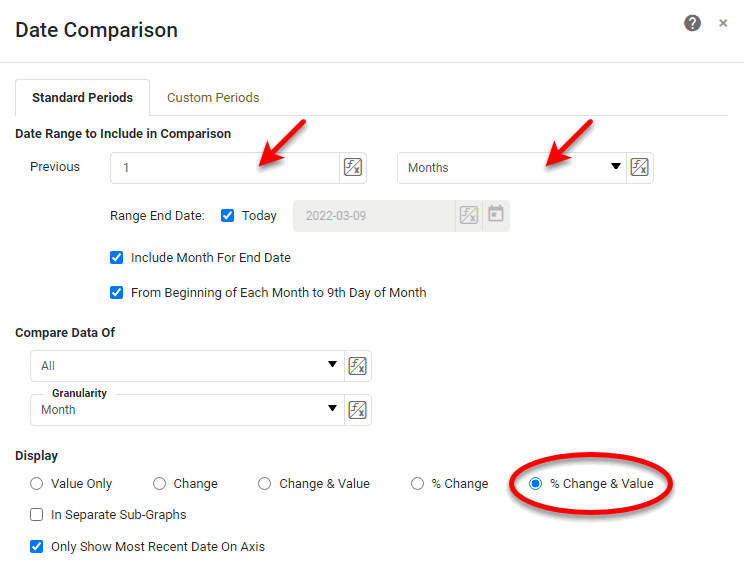 Date Comparison
Standard Periods Custom Periods
Date Range to Include in Comparison
Previous 1 Months
Range End Date: Today 2022-03-09
Include Month For End Date
From Beginning of Each Month to 9th Day of Month
Compare Data Of
All
Granularity
Month
Display
Value Only Change Change & Value % Change % Change & Value
In Separate Sub-Graphs
Only Show Most Recent Date On Axis